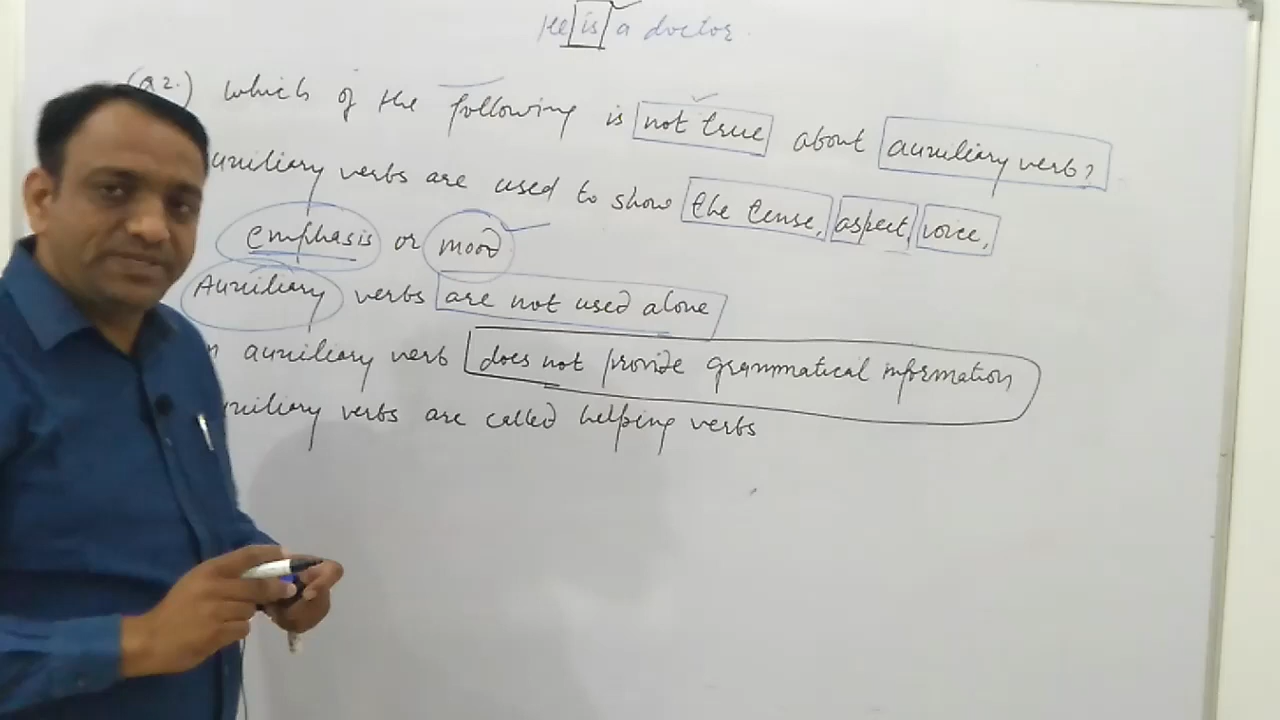 He is a doctor.
(Q2.) which of the following is not true about auxiliary verb?
uxiliary verbs are used to show the tense, aspect, voice,
emphasis or mood
Auxiliary verbs are not used alone
n auxiliary verb does not provide grammatical information
uxiliary verbs are called helping verbs